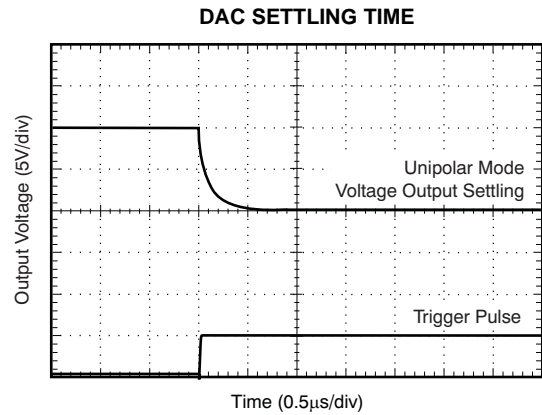 DAC SETTLING TIME
Output Voltage (5V/div)
Unipolar Mode
Voltage Output Settling
Trigger Pulse
Time (0.5μs/div)